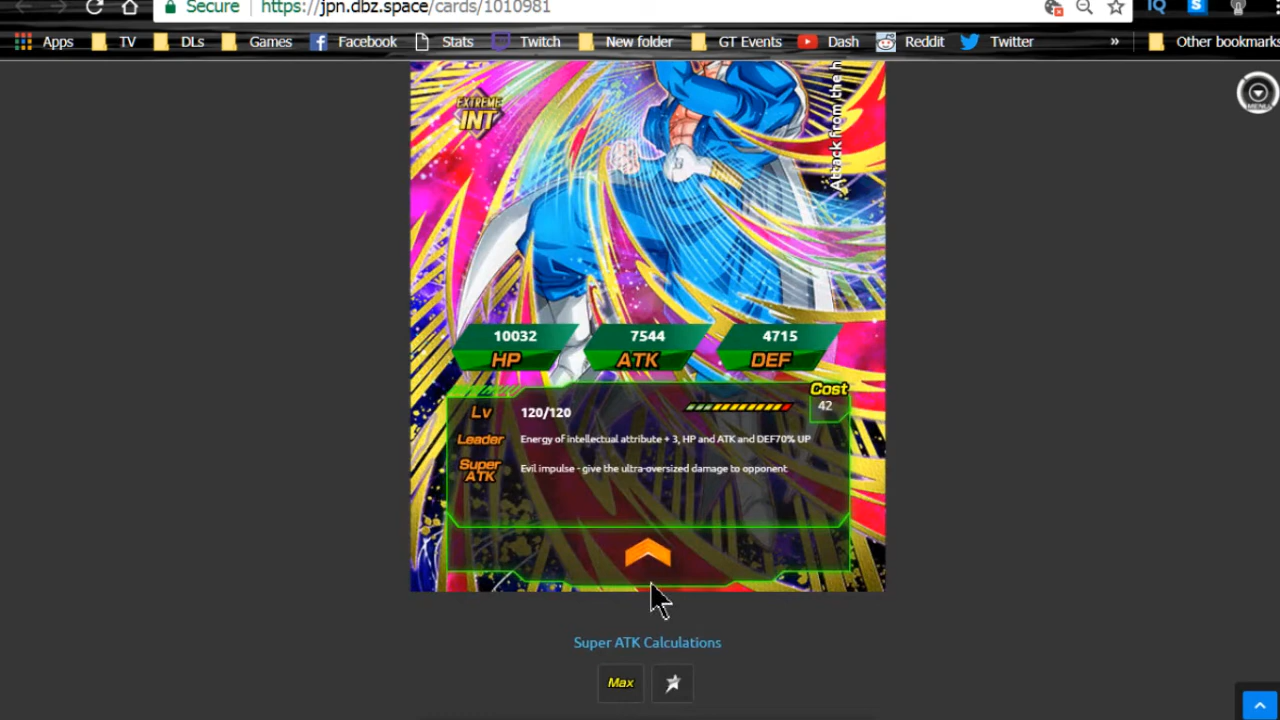 Secure https://jpn.dbz.space/cards/1010981
Apps TV DLs Games Facebook Stats Twitch New folder GT Events Dash Reddit Twitter » Other bookmarks
MENU
EXTREME
INT
Attack from the h
10032 7544 4715
HP ATK DEF
Cost
42
Lv 120/120
Leader Energy of intellectual attribute + 3, HP and ATK and DEF70% UP
Super ATK Evil impulse - give the ultra-oversized damage to opponent
Super ATK Calculations
Max